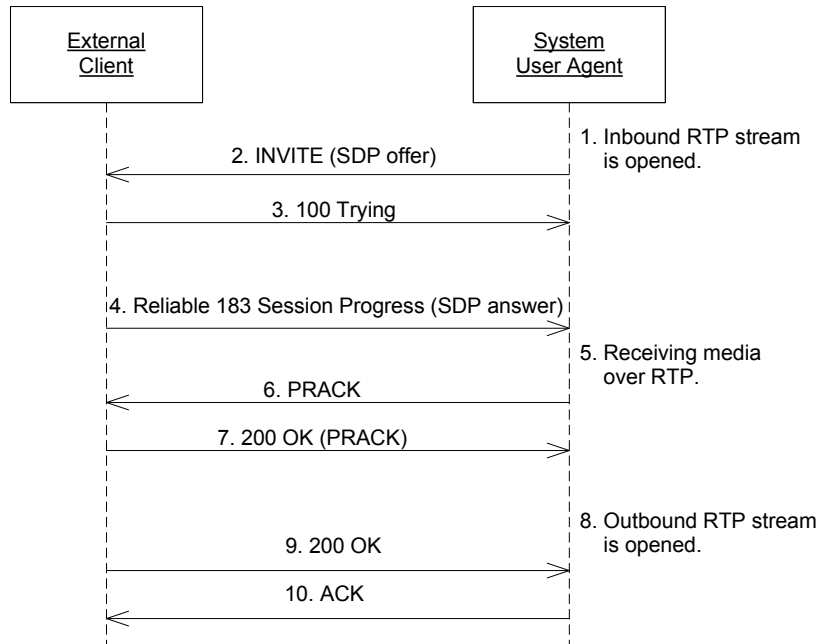 External
Client
System
User Agent
1. Inbound RTP stream
is opened.
2. INVITE (SDP offer)
3. 100 Trying
4. Reliable 183 Session Progress (SDP answer)
5. Receiving media
over RTP.
6. PRACK
7. 200 OK (PRACK)
8. Outbound RTP stream
is opened.
9. 200 OK
10. ACK